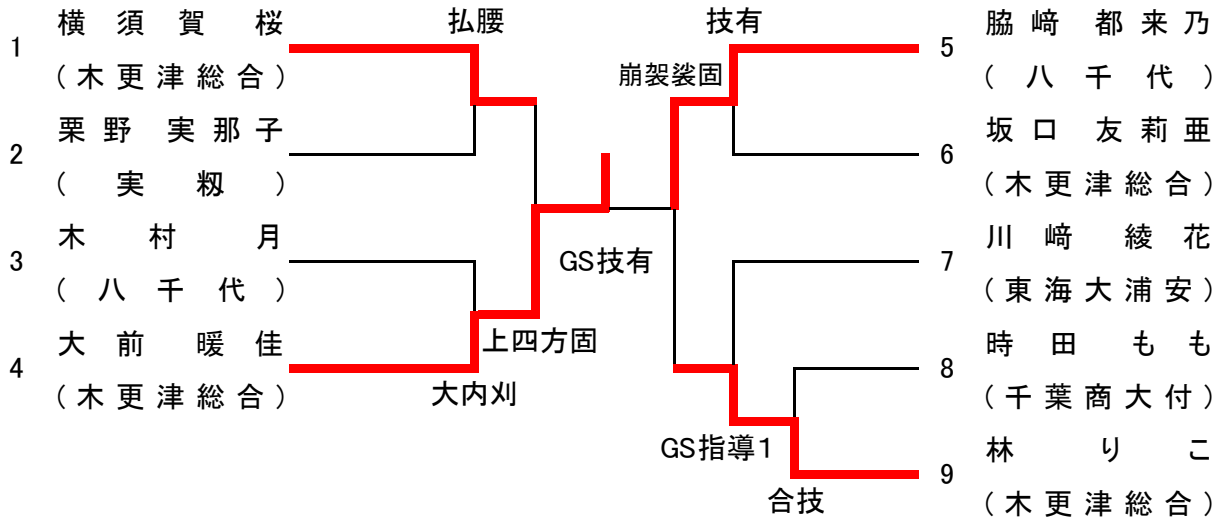 1
横須賀 桜
(木更津総合)
2
栗野 実那子
(実籾)
3
木村 月
(八千代)
4
大前 暖佳
(木更津総合)
払腰
上四方固
大内刈
GS技有
技有
崩袈裟固
GS指導1
合技
5
脇﨑 都来乃
(八千代)
6
坂口 友莉亜
(木更津総合)
7
川﨑 綾花
(東海大浦安)
8
時田 もも
(千葉商大付)
9
林 りこ
(木更津総合)